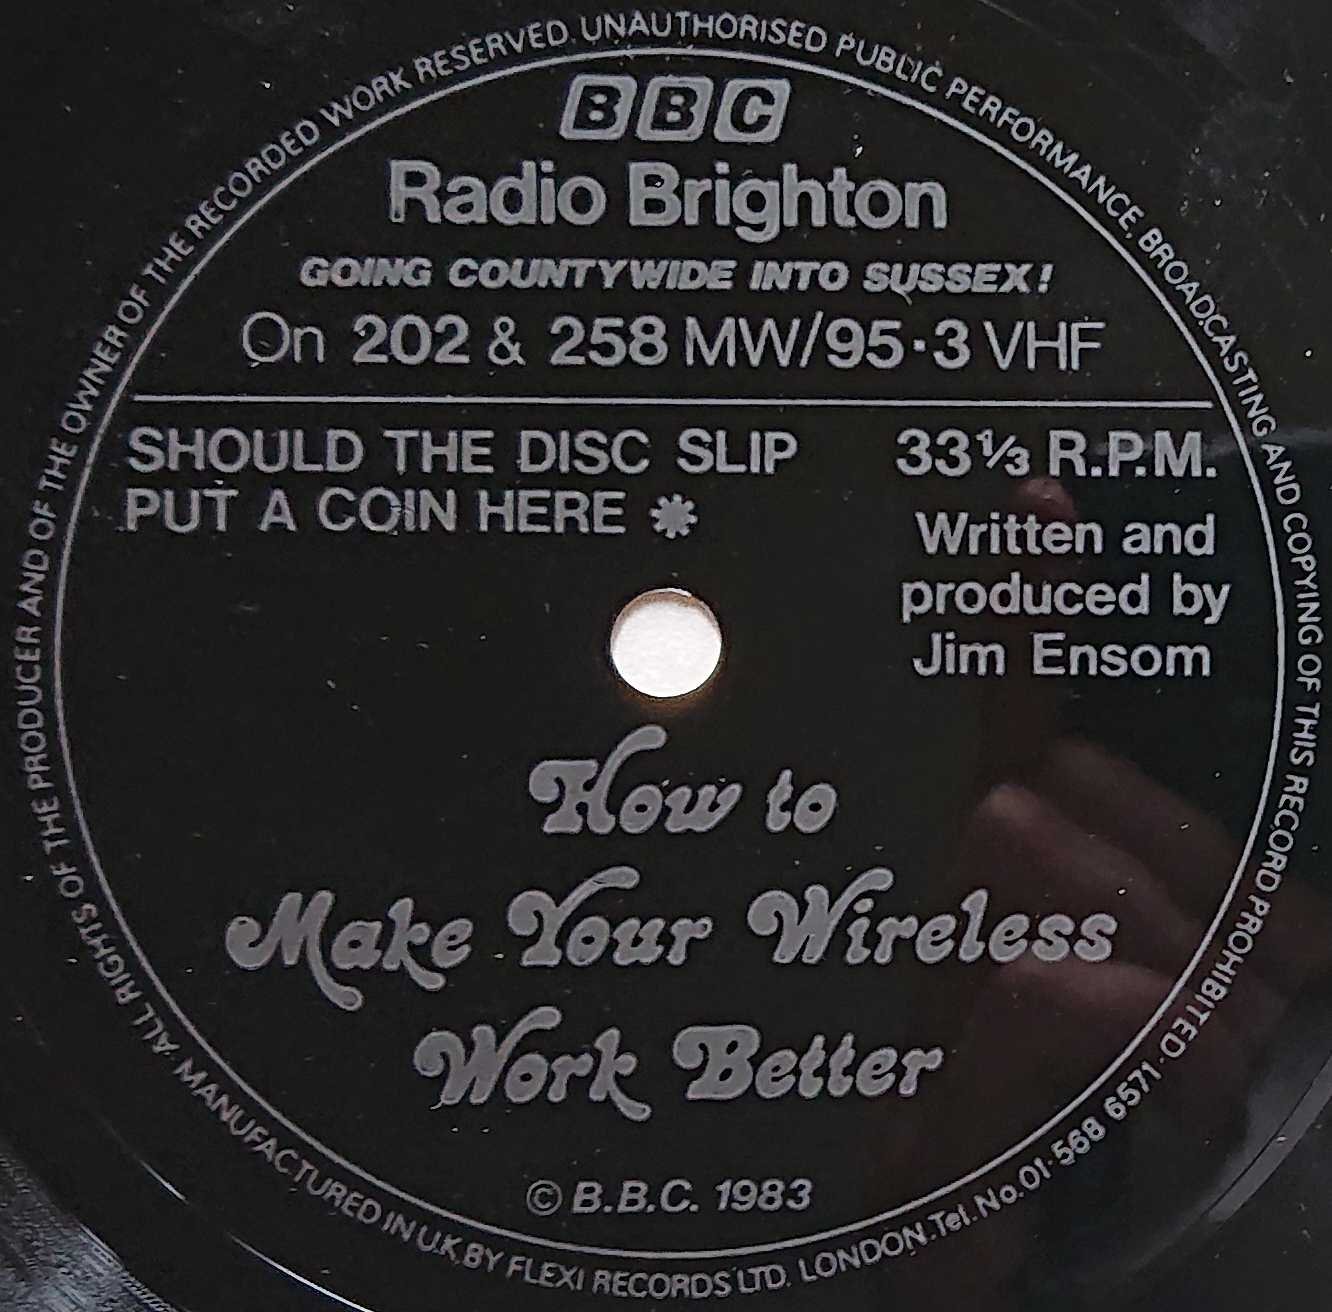 BBC
Radio Brighton
GOING COUNTYWIDE INTO SUSSEX!
On 202 & 258 MW/95·3 VHF
SHOULD THE DISC SLIP
PUT A COIN HERE *
33⅓ R.P.M.
Written and
produced by
Jim Ensom
How to
Make Your Wireless
Work Better
© B.B.C. 1983
ALL RIGHTS OF THE PRODUCER AND OF THE OWNER OF THE RECORDED WORK RESERVED. UNAUTHORISED PUBLIC PERFORMANCE, BROADCASTING AND COPYING OF THIS RECORD PROHIBITED·
MANUFACTURED IN U.K. BY FLEXI RECORDS LTD. LONDON. Tel. No. 01· 568 6571·